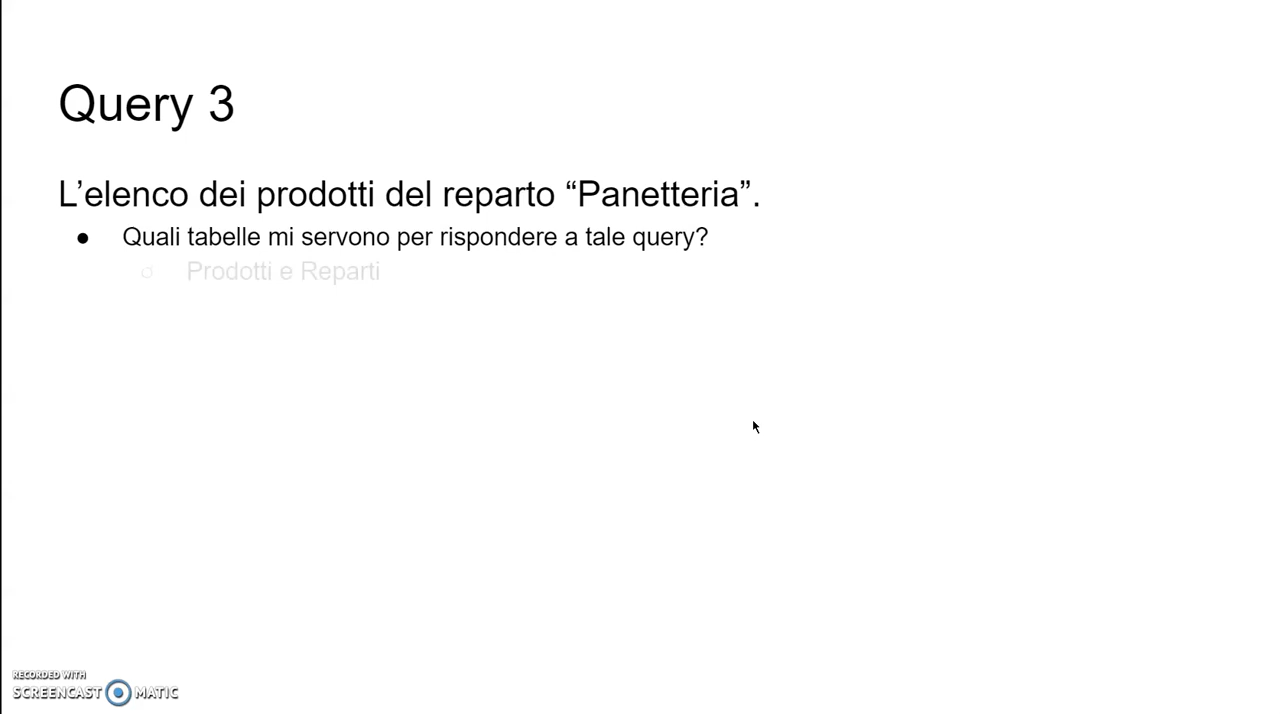 Query 3
L’elenco dei prodotti del reparto “Panetteria”.
● Quali tabelle mi servono per rispondere a tale query?
○ Prodotti e Reparti
RECORDED WITH
SCREENCAST MATIC